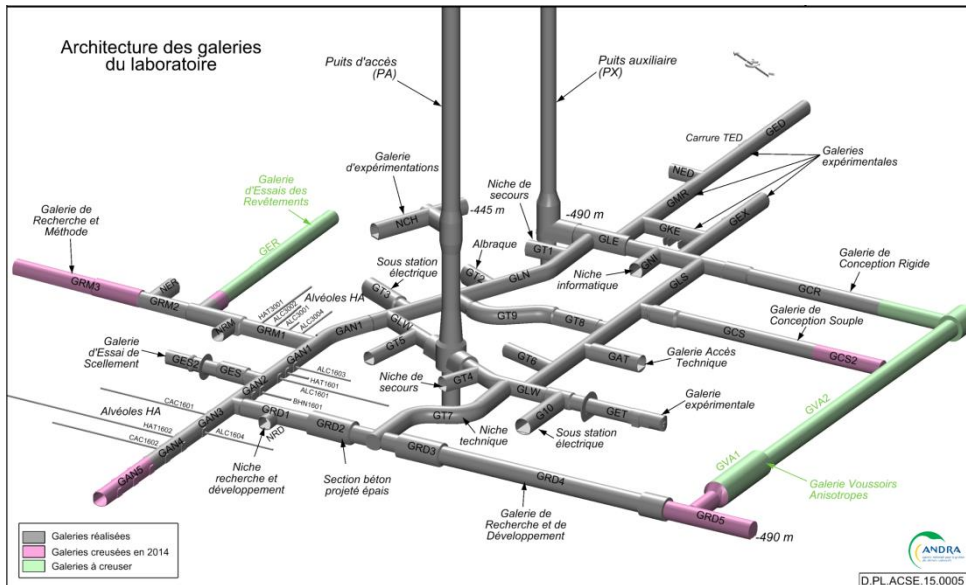 Architecture des galeries
du laboratoire
Puits d'accès
(PA)
Puits auxiliaire
(PX)
Carrure TED
GED
Galeries
expérimentales
NED
GMR
GKE
GEX
Galerie
d'expérimentations
NCH
-445 m
Niche de
secours
-490 m
GT1
GLE
GNI
Niche
informatique
GLS
Galerie
d'Essais des
Revêtements
GER
Galerie de
Recherche et
Méthode
GRM3
GRM2
NER
NRM
GRM1
HAT3001
ALC3002
ALC3001
ALC3004
Alvéoles HA
Sous station
électrique
GT3
Albraque
GT2
GLN
GAN1
GLW
GT5
GT9
GT8
Galerie de
Conception Rigide
GCR
Galerie de
Conception Souple
GCS
GCS2
GAT
Galerie Accès
Technique
GT6
Galerie
d'Essai de
Scellement
GES2
GES
GAN1
GAN2
ALC1603
HAT1601
ALC1601
BHN1601
Niche de
secours
GT4
GLW
GET
Galerie
expérimentale
G10
Sous station
électrique
GT7
Niche
technique
Alvéoles HA
CAC1601
HAT1602
CAC1602
GAN3
GAN4
GAN5
ALC1604
GRD1
NRD
GRD2
GRD3
GRD4
GRD5
-490 m
Niche
recherche et
développement
Section béton
projeté épais
Galerie de
Recherche et de
Développement
GVA2
GVA1
Galerie Voussoirs
Anisotropes
Galeries réalisées
Galeries creusées en 2014
Galeries à creuser
ANDRA